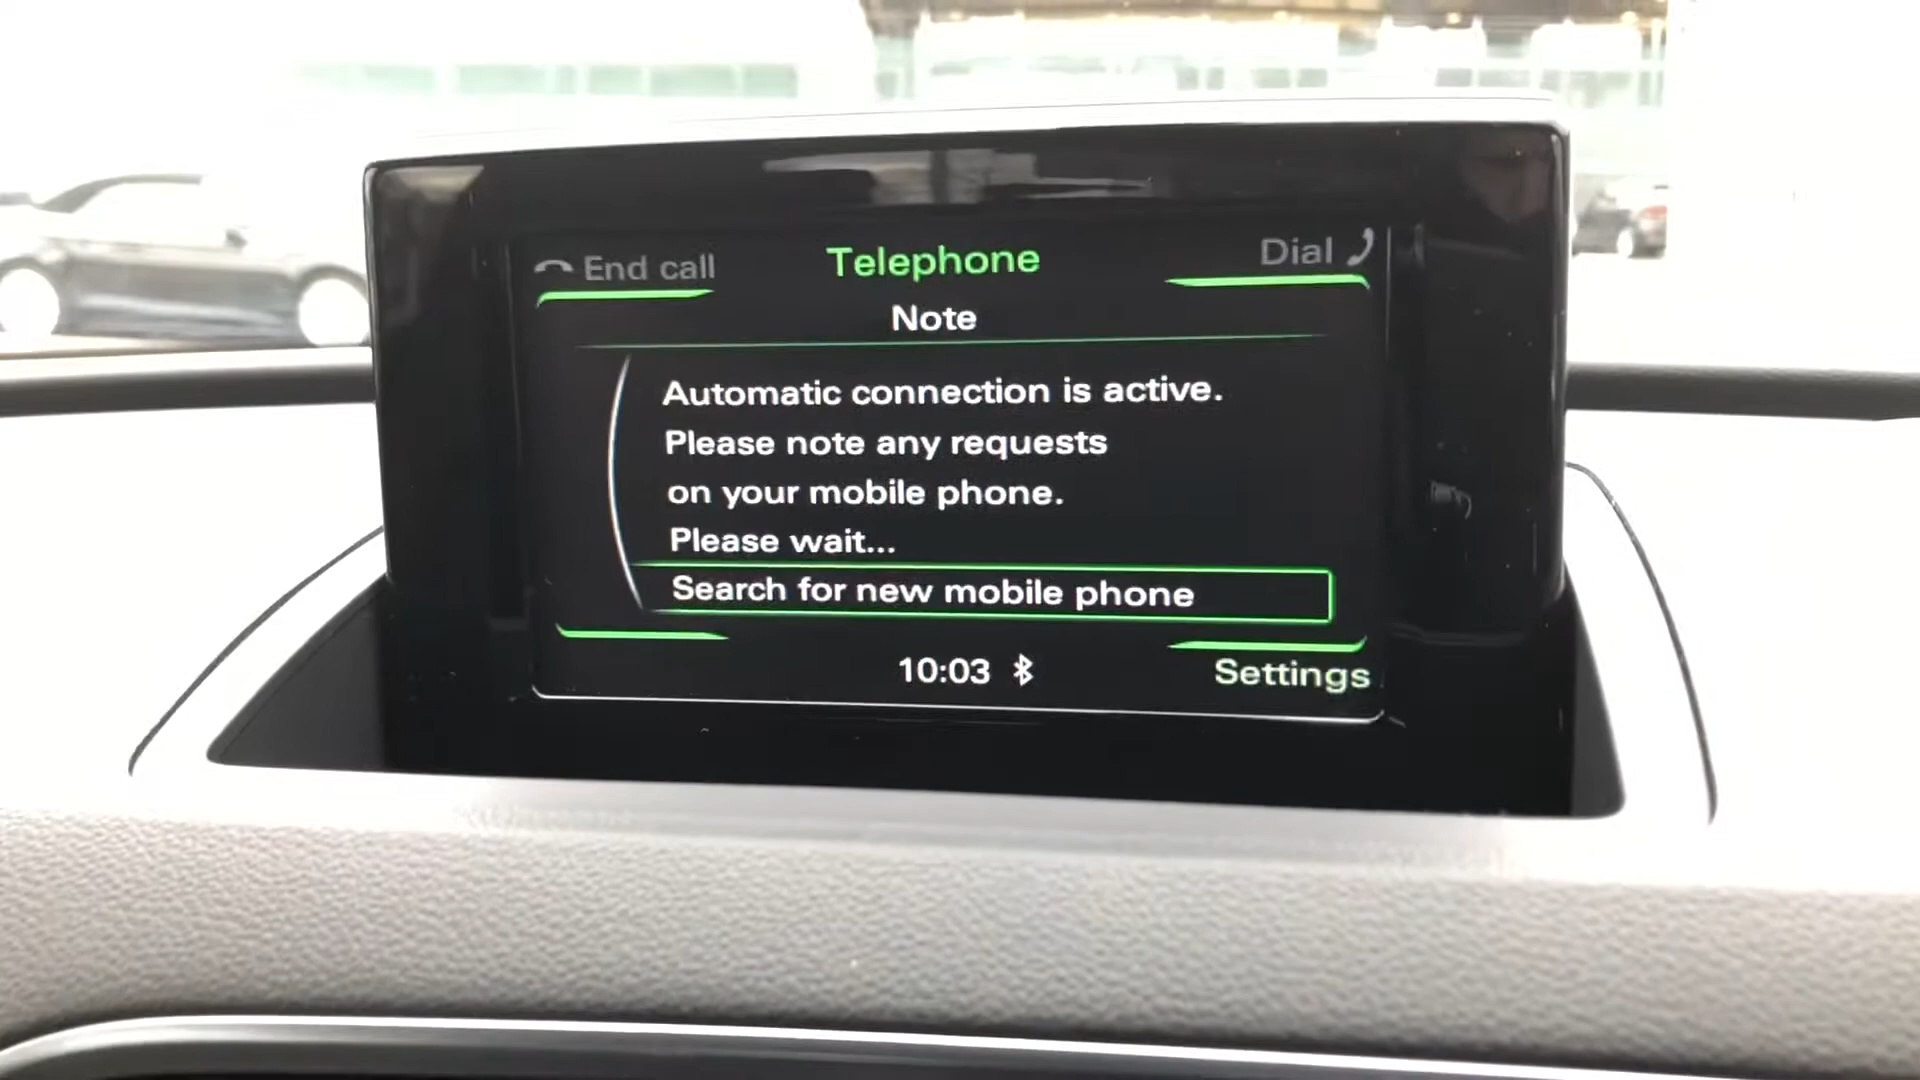 End call
Telephone
Dial
Note
Automatic connection is active.
Please note any requests
on your mobile phone.
Please wait...
Search for new mobile phone
10:03
Settings